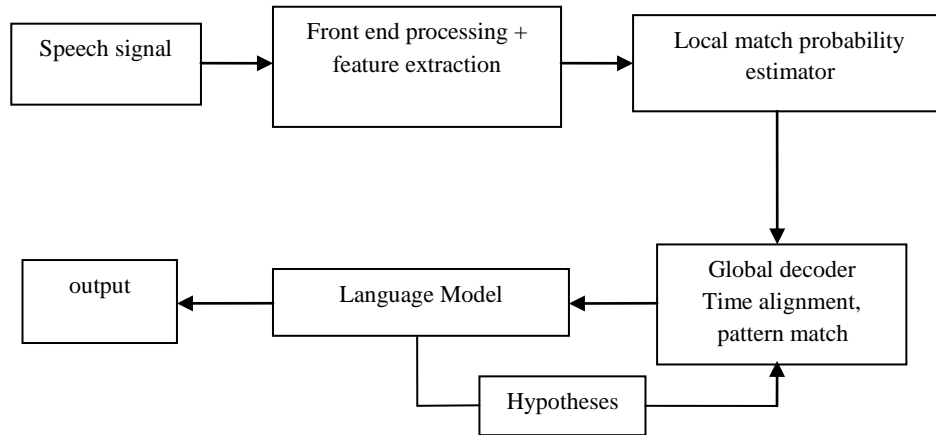 Speech signal
Front end processing +
feature extraction
Local match probability
estimator
Global decoder
Time alignment,
pattern match
Language Model
output
Hypotheses